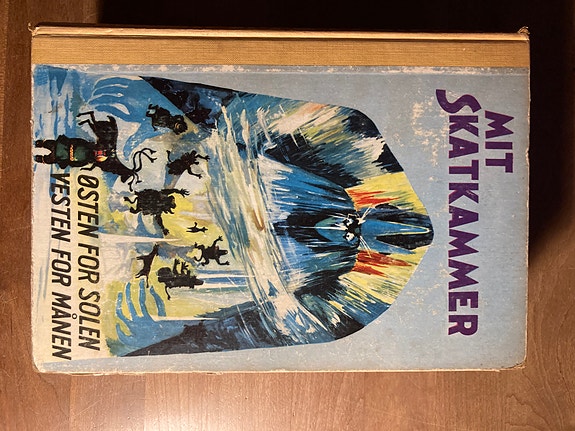 MIT
SKATKAMMER
ØSTEN FOR SOLEN
VESTEN FOR MÅNEN